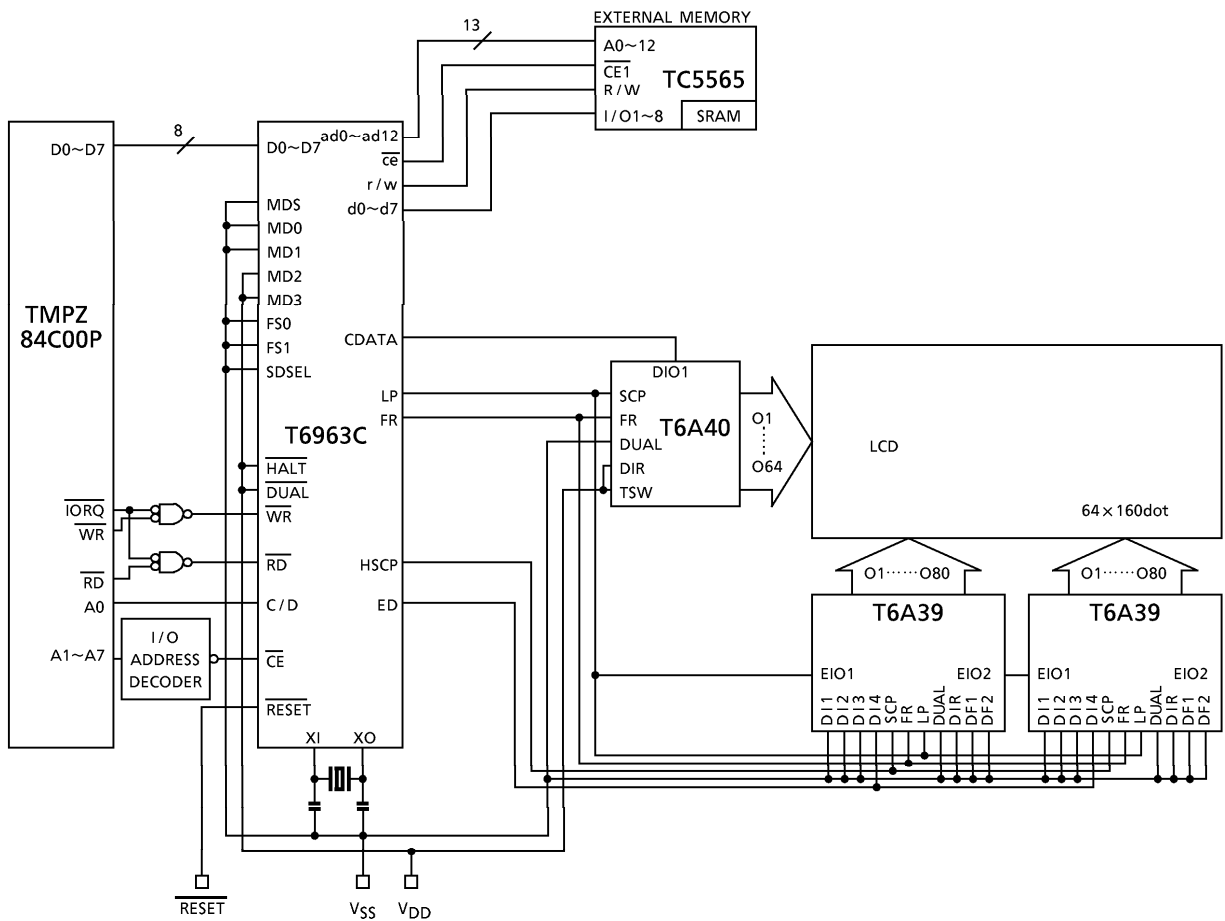 EXTERNAL MEMORY
13
A0~12
CE1
R/W
I/O1~8
TC5565
SRAM
TMPZ
84C00P
D0~D7
IORQ
WR
RD
A0
A1~A7
8
I/O
ADDRESS
DECODER
T6963C
D0~D7
MDS
MD0
MD1
MD2
MD3
FS0
FS1
SDSEL
HALT
DUAL
WR
RD
C/D
CE
RESET
ad0~ad12
ce
r/w
d0~d7
CDATA
LP
FR
HSCP
ED
XI
XO
DIO1
SCP
FR
DUAL
DIR
TSW
T6A40
O1
O64
LCD
64×160dot
O1·····O80
O1·····O80
T6A39
EIO1
EIO2
DI1
DI2
DI3
DI4
SCP
FR
LP
DUAL
DIR
DF1
DF2
T6A39
EIO1
EIO2
DI1
DI2
DI3
DI4
SCP
FR
LP
DUAL
DIR
DF1
DF2
RESET
VSS
VDD